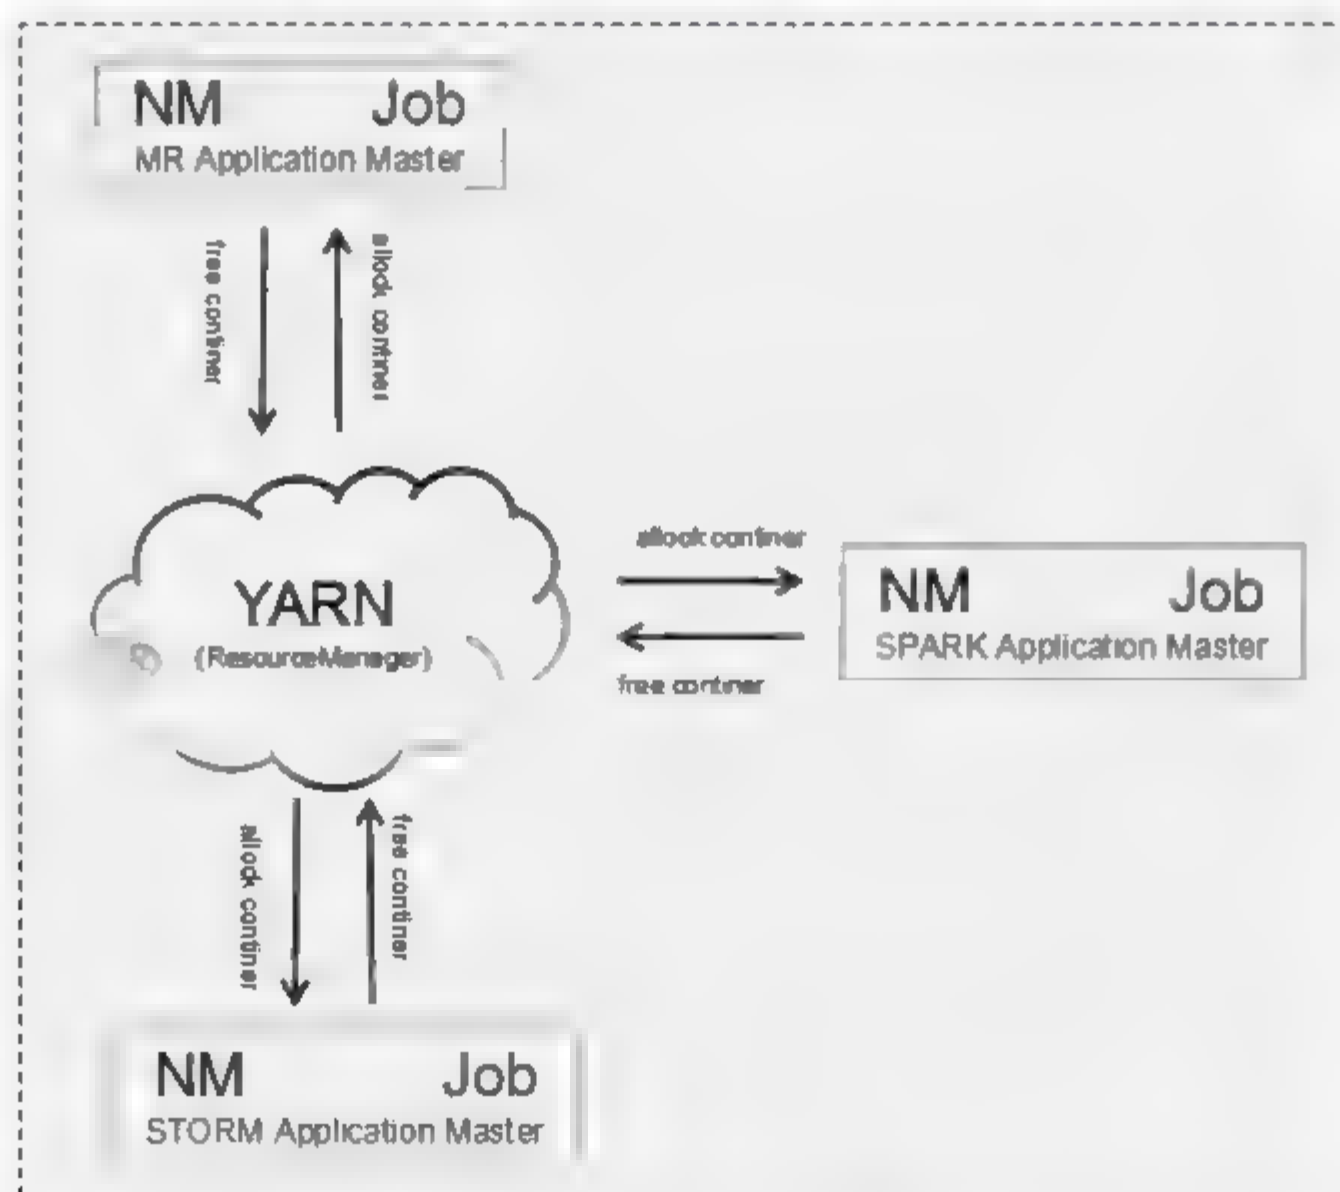 NM Job
MR Application Master
free continer
allock continer
YARN
(ResourceManager)
allock continer
free continer
NM Job
SPARK Application Master
allock continer
free continer
NM Job
STORM Application Master